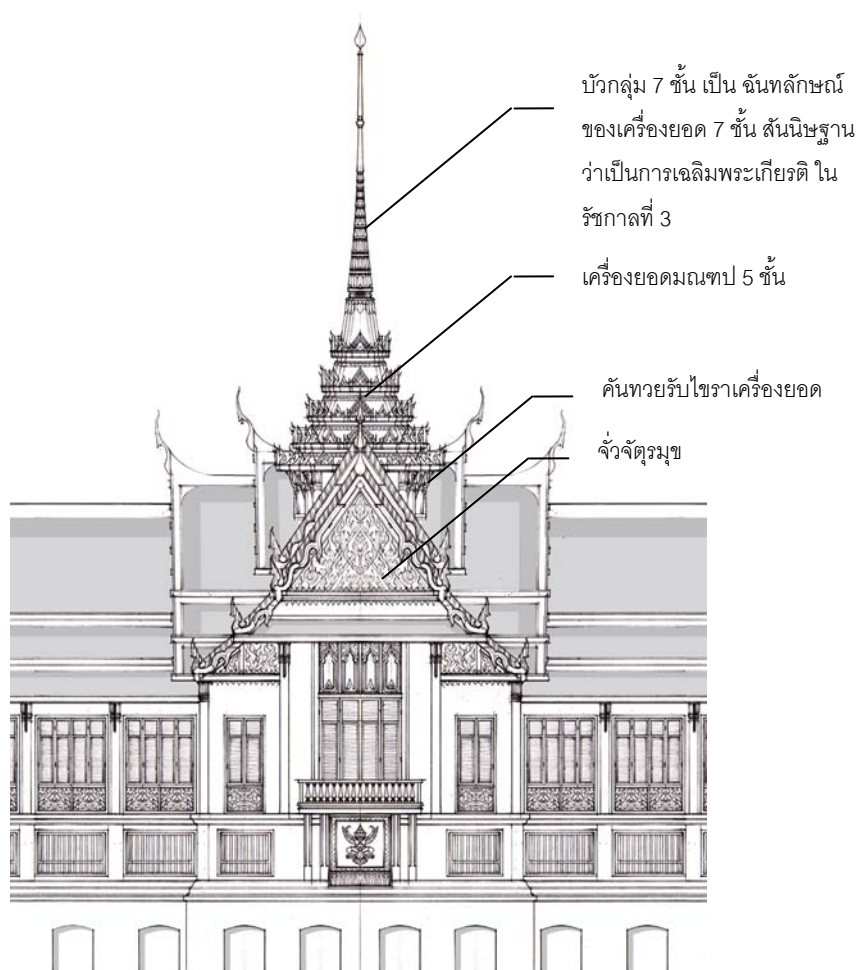 บัวกลุ่ม 7 ชั้น เป็น ฉันทลักษณ์
ของเครื่องยอด 7 ชั้น สันนิษฐาน
ว่าเป็นการเฉลิมพระเกียรติ ใน
รัชกาลที่ 3
เครื่องยอดมณฑป 5 ชั้น
คันทวยรับไขราเครื่องยอด
จั่วจัตุรมุข